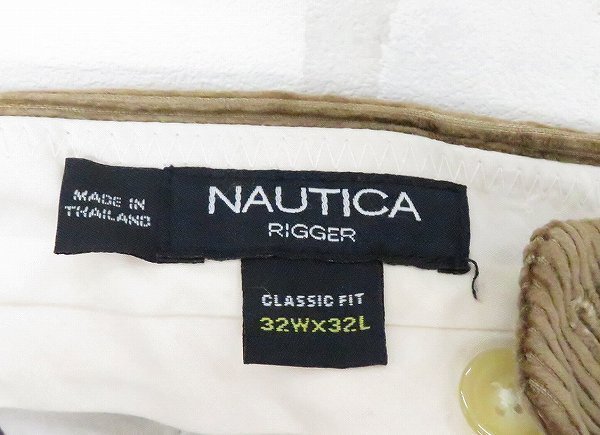 MADE IN
THAILAND
NAUTICA
RIGGER
CLASSIC FIT
32WX32L